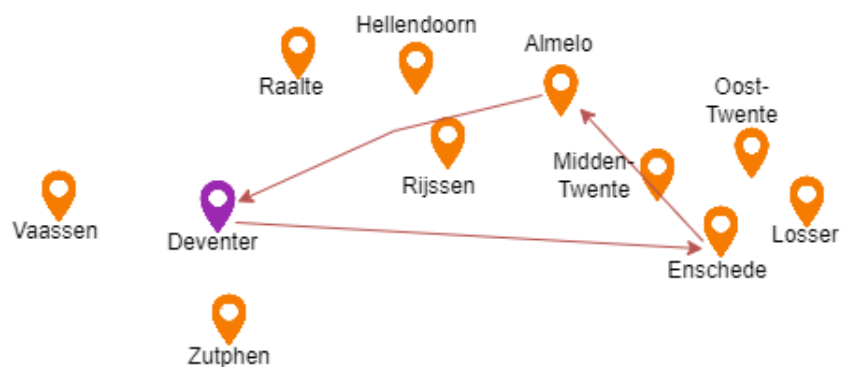 Hellendoorn
Almelo
Raalte
Oost-
Twente
Midden-
Twente
Rijssen
Vaassen
Deventer
Losser
Enschede
Zutphen